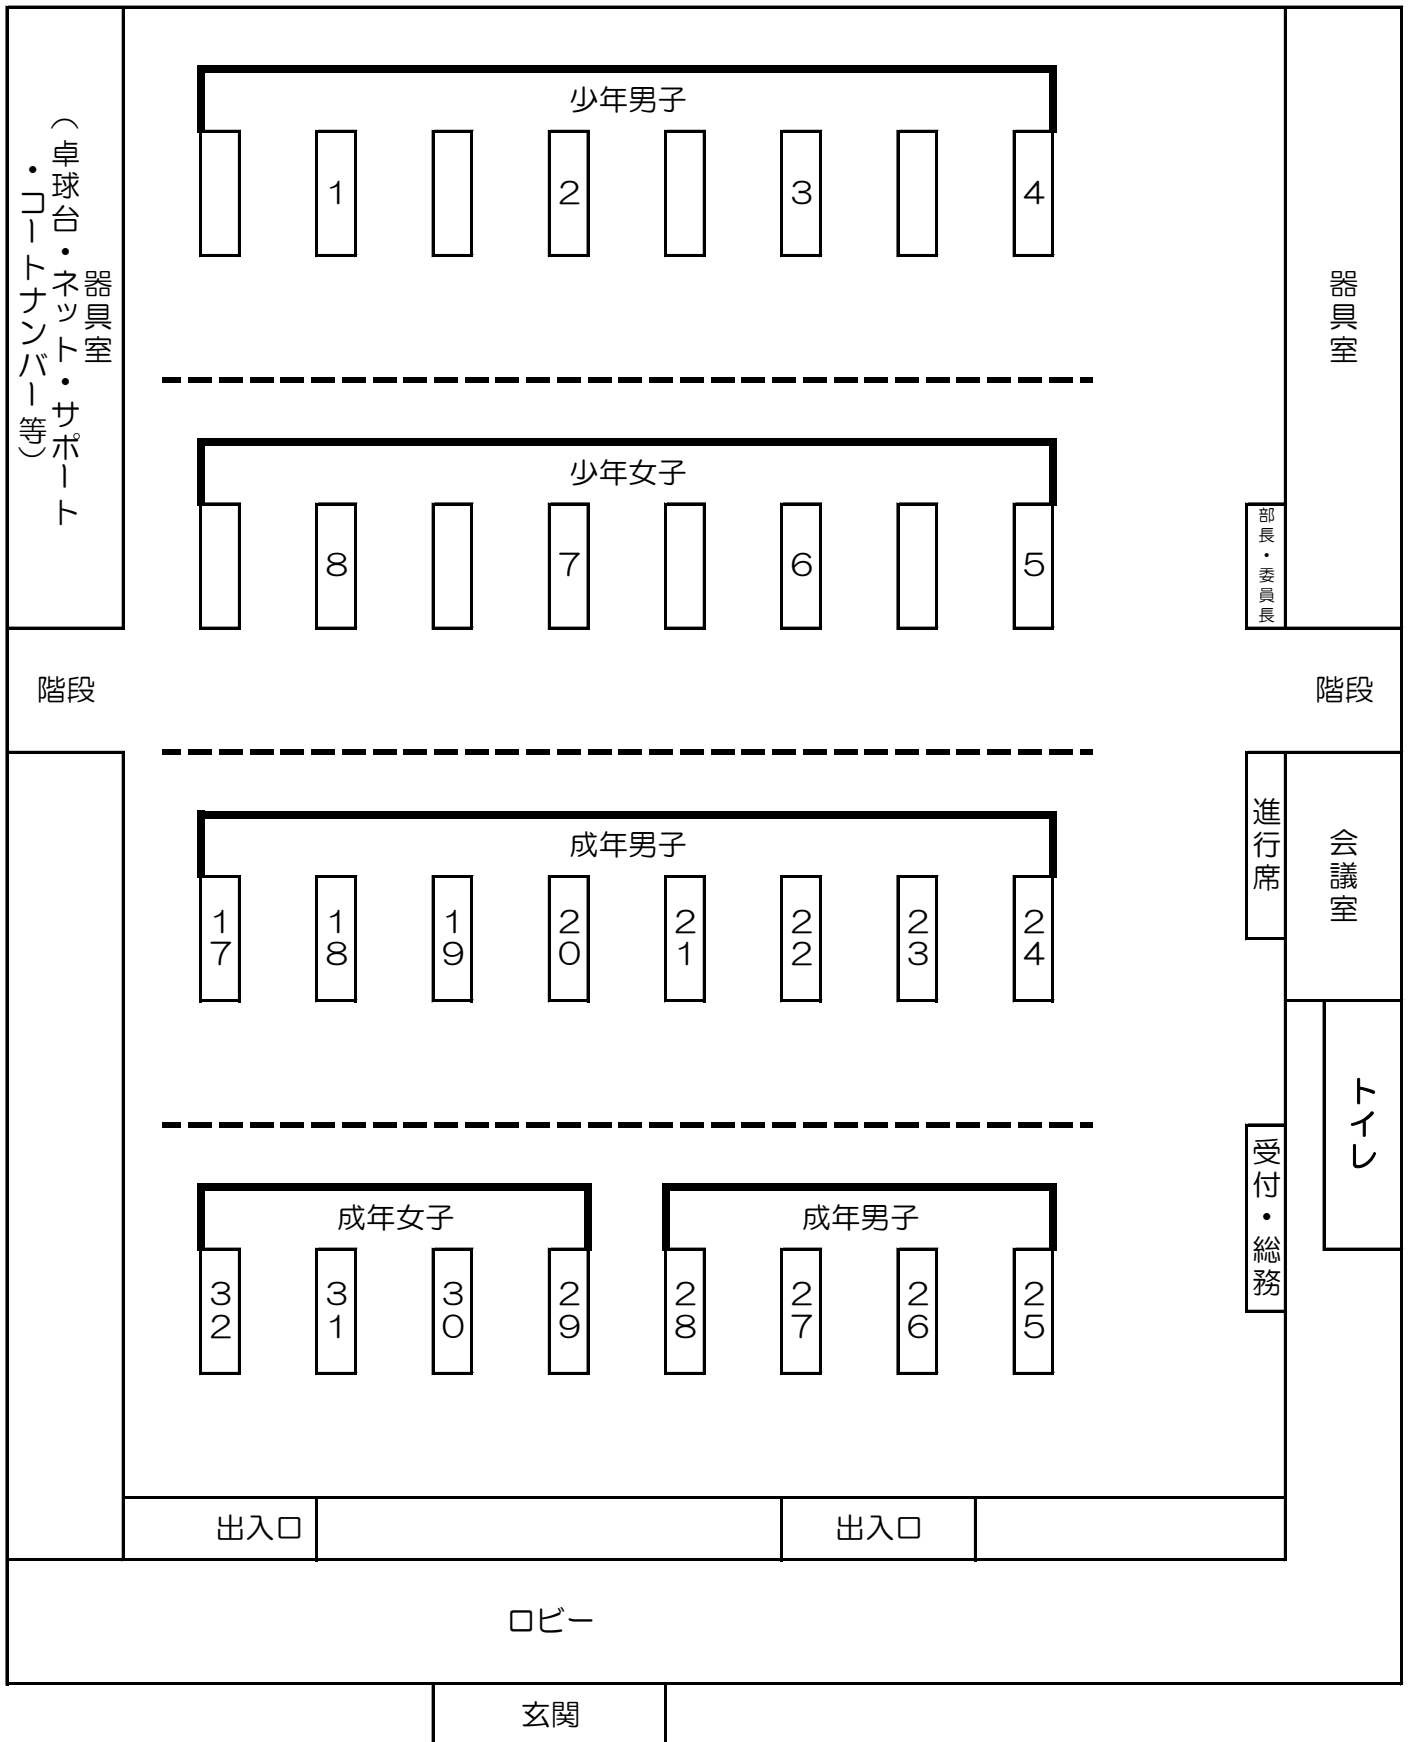 少年男子
1
2
3
4
器具室
(卓球台・ネット・サポート
・コートナンバー等)
器具室
少年女子
8
7
6
5
部長・委員長
階段
階段
成年男子
17
18
19
20
21
22
23
24
進行席
会議室
トイレ
成年女子
成年男子
受付・総務
32
31
30
29
28
27
26
25
出入口
出入口
ロビー
玄関